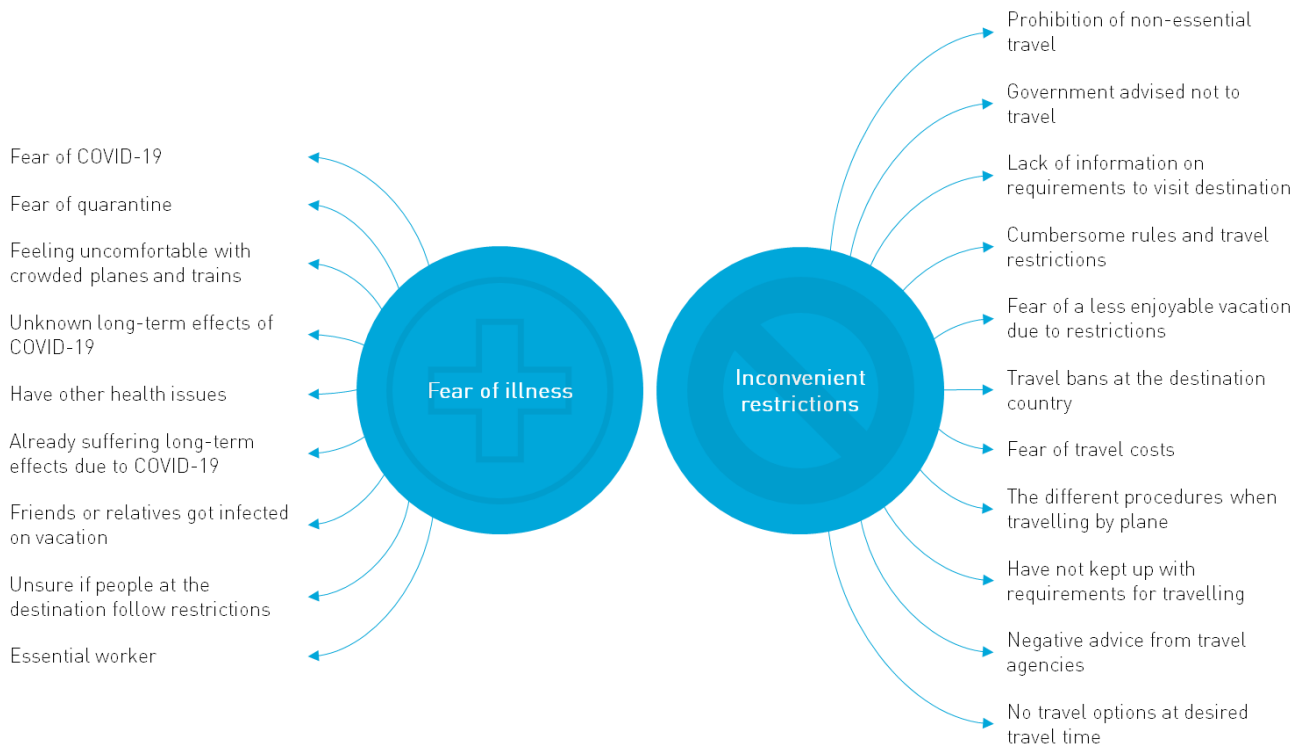 Fear of COVID-19
Fear of quarantine
Feeling uncomfortable with
crowded planes and trains
Unknown long-term effects of
COVID-19
Have other health issues
Already suffering long-term
effects due to COVID-19
Friends or relatives got infected
on vacation
Unsure if people at the
destination follow restrictions
Essential worker
Fear of illness
Inconvenient
restrictions
Prohibition of non-essential
travel
Government advised not to
travel
Lack of information on
requirements to visit destination
Cumbersome rules and travel
restrictions
Fear of a less enjoyable vacation
due to restrictions
Travel bans at the destination
country
Fear of travel costs
The different procedures when
travelling by plane
Have not kept up with
requirements for travelling
Negative advice from travel
agencies
No travel options at desired
travel time